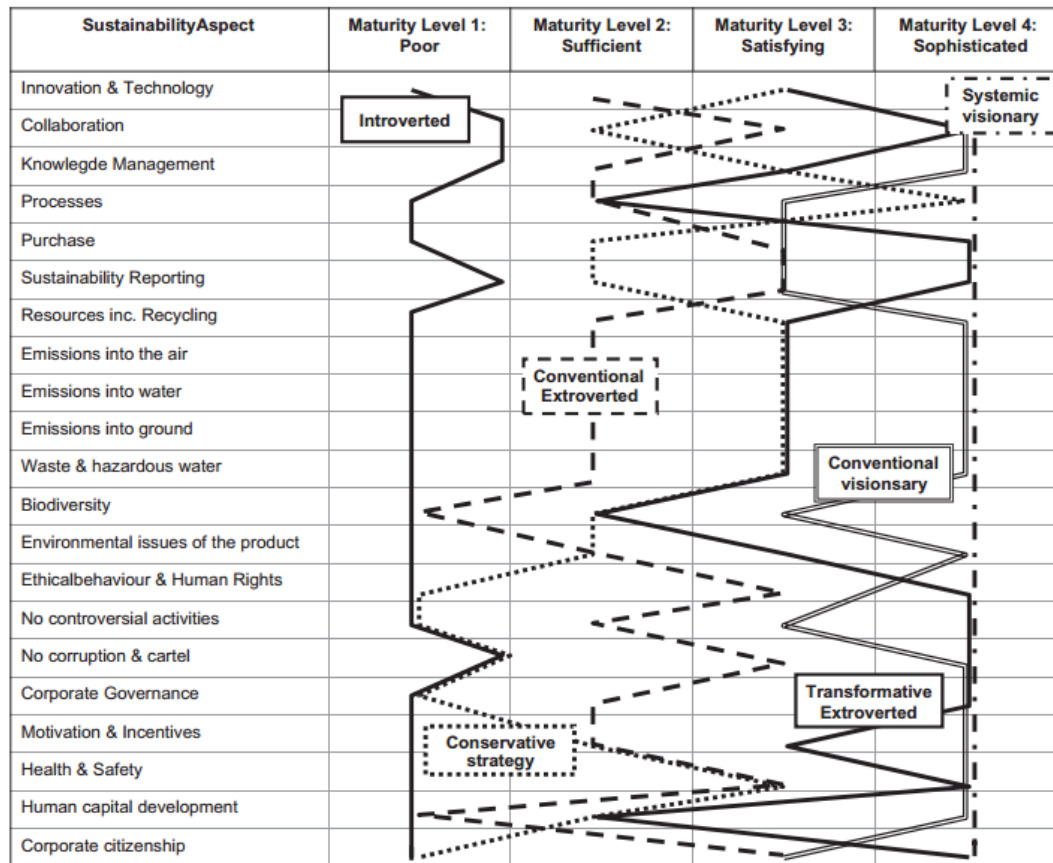 SustainabilityAspect
Maturity Level 1:
Poor
Maturity Level 2:
Sufficient
Maturity Level 3:
Satisfying
Maturity Level 4:
Sophisticated
Innovation & Technology
Systemic
visionary
Introverted
Collaboration
Knowlegde Management
Processes
Purchase
Sustainability Reporting
Resources inc. Recycling
Emissions into the air
Conventional
Extroverted
Emissions into water
Emissions into ground
Waste & hazardous water
Conventional
visionsary
Biodiversity
Environmental issues of the product
Ethicalbehaviour & Human Rights
No controversial activities
No corruption & cartel
Corporate Governance
Transformative
Extroverted
Motivation & Incentives
Conservative
strategy
Health & Safety
Human capital development
Corporate citizenship